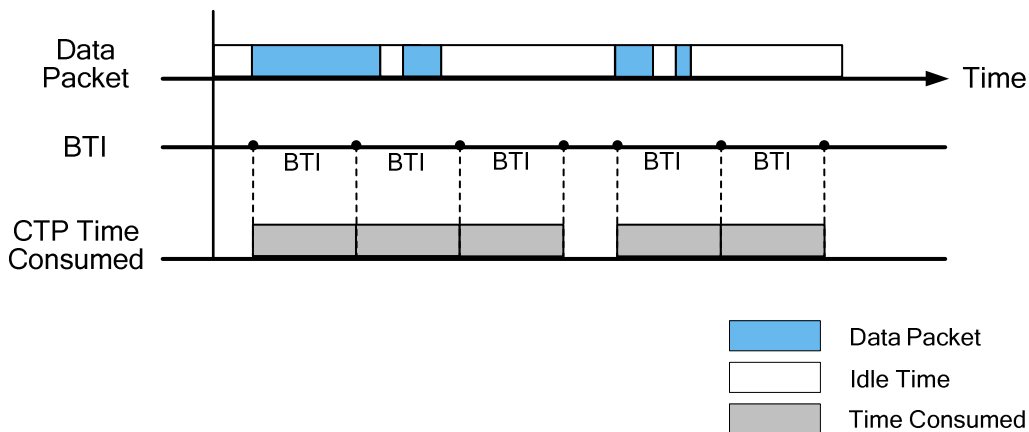 Data
Packet
Time
BTI
BTI
BTI
BTI
BTI
BTI
CTP Time
Consumed
Data Packet
Idle Time
Time Consumed